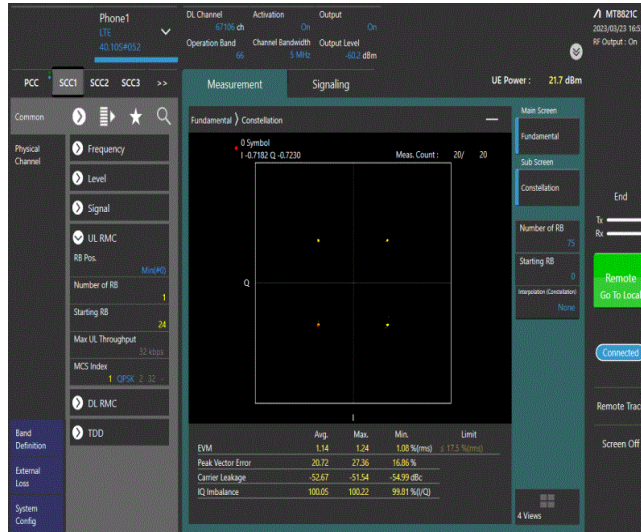 Phone1
LTE
40.10S#052
DL Channel
67106 ch
Activation
On
Output
On
Operation Band
66
Channel Bandwidth
5 MHz
Output Level
-60.2 dBm
MT8821C
2023/03/23 16:5
RF Output : On
PCC
SCC1
SCC2
SCC3
>>
Measurement
Signaling
UE Power : 21.7 dBm
Common
Physical
Channel
Frequency
Level
Signal
UL RMC
RB Pos.
Min(#0)
Number of RB
1
Starting RB
24
Max UL Throughput
32 kbps
MCS Index
1 QPSK 2 32 -
DL RMC
TDD
Band
Definition
External
Loss
System
Config
Fundamental ⟩ Constellation
0 Symbol
I -0.7182 Q -0.7230
Meas. Count : 20/ 20
Q
I
Avg. Max. Min. Limit
EVM 1.14 1.24 1.08 %(rms) ≤ 17.5 %(rms)
Peak Vector Error 20.72 27.36 16.86 %
Carrier Leakage -52.67 -51.54 -54.99 dBc
IQ Imbalance 100.05 100.22 99.81 %(I/Q)
Main Screen
Fundamental
Sub Screen
Constellation
Number of RB
75
Starting RB
0
Interpolation (Constellation)
None
4 Views
End
Tx
Rx
Remote
Go To Local
Connected
Remote Trac
Screen Off